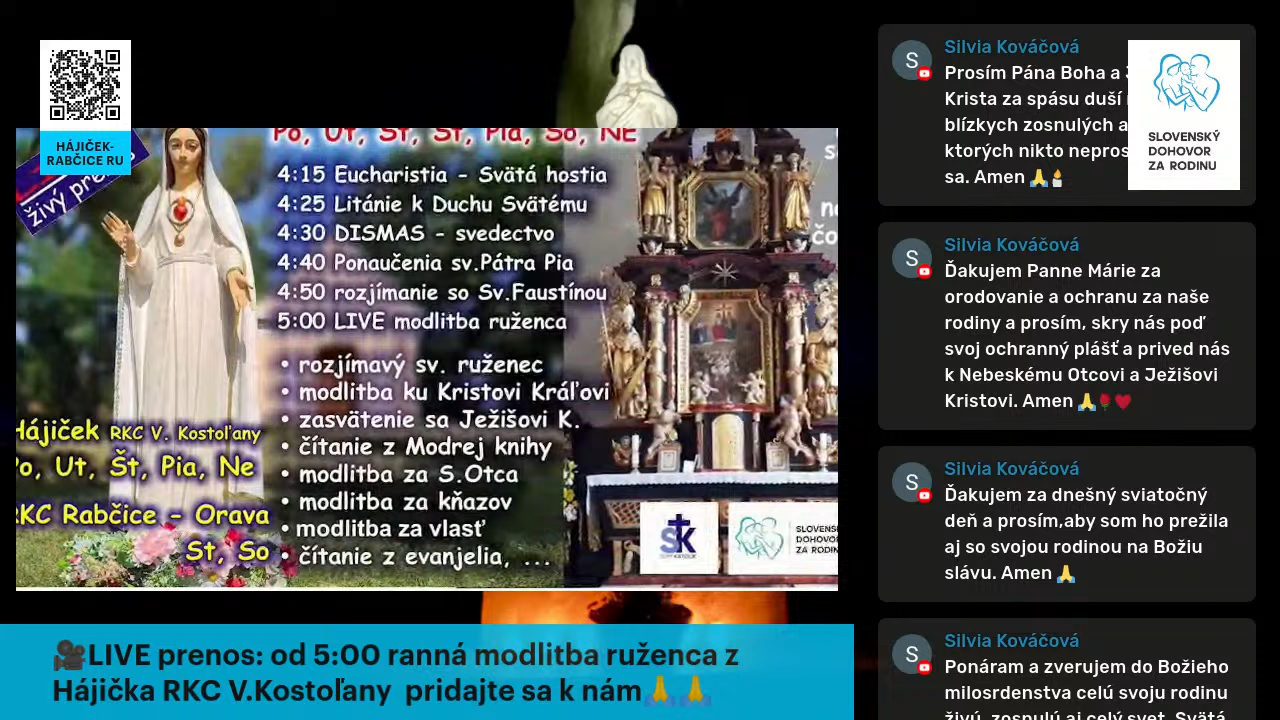 HÁJIČEK-
RABČICE RU
živý
Po, Ut, St, Št, Pia, So, NE
4:15 Eucharistia - Svätá hostia
4:25 Litánie k Duchu Svätému
4:30 DISMAS - svedectvo
4:40 Ponaučenia sv.Pátra Pia
4:50 rozjímanie so Sv.Faustínou
5:00 LIVE modlitba ruženca
• rozjímavý sv. ruženec
• modlitba ku Kristovi Kráľovi
• zasvätenie sa Ježišovi K.
• čítanie z Modrej knihy
• modlitba za S.Otca
• modlitba za kňazov
• modlitba za vlasť
• čítanie z evanjelia, ...
Hájiček RKC V. Kostoľany
Po, Ut, Št, Pia, Ne
RKC Rabčice - Orava
St, So
🎥LIVE prenos: od 5:00 ranná modlitba ruženca z
Hájička RKC V.Kostoľany pridajte sa k nám🙏🙏
Silvia Kováčová
Prosím Pána Boha a
Krista za spásu duší
blízkych zosnulých a
ktorých nikto
sa. Amen 🙏🕯️
SLOVENSKÝ
DOHOVOR
ZA RODINU
Silvia Kováčová
Ďakujem Panne Márie za
orodovanie a ochranu za naše
rodiny a prosím, skry nás poď
svoj ochranný plášť a prived nás
k Nebeskému Otcovi a Ježišovi
Kristovi. Amen 🙏🌹❤️
Silvia Kováčová
Ďakujem za dnešný sviatočný
deň a prosím,aby som ho prežila
aj so svojou rodinou na Božiu
slávu. Amen 🙏
Silvia Kováčová
Ponáram a zverujem do Božieho
milosrdenstva celú svoju rodinu
živú, zosnulú aj celý svet. Svätá